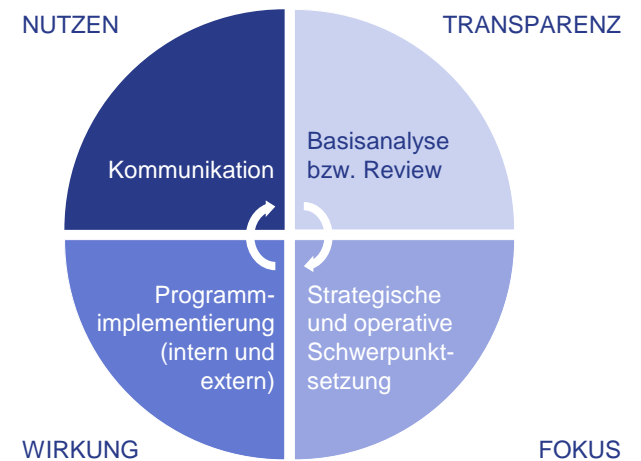 NUTZEN
TRANSPARENZ
Kommunikation
Basisanalyse
bzw. Review
Programm-
implementierung
(intern und
extern)
Strategische
und operative
Schwerpunkt-
setzung
WIRKUNG
FOKUS